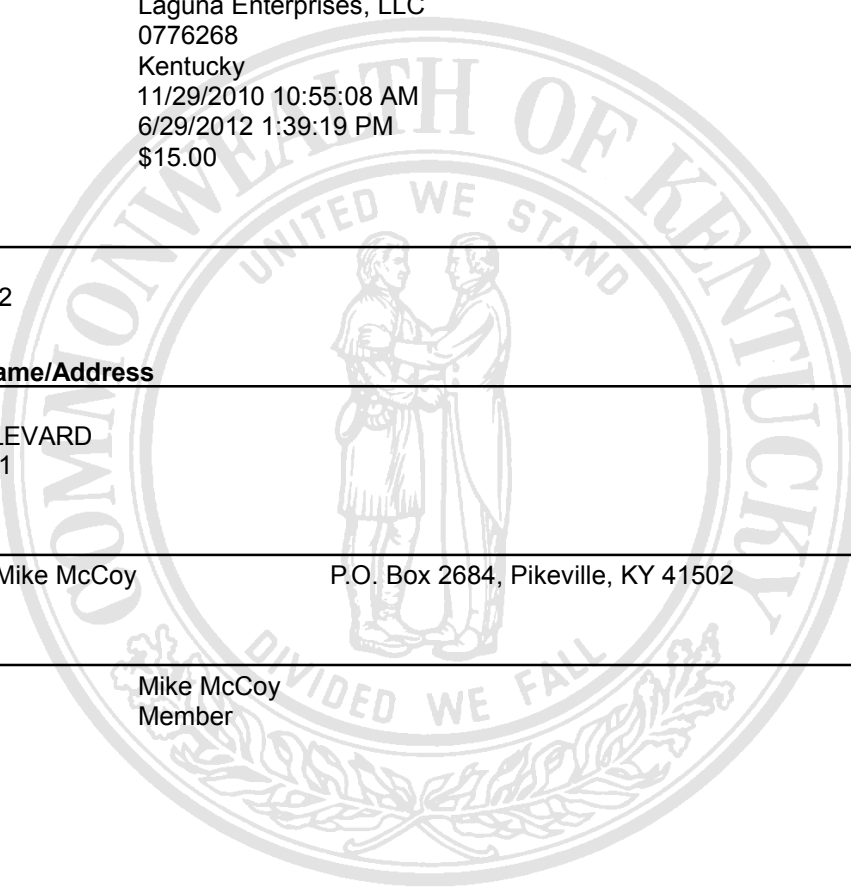 Laguna Enterprises, LLC
0776268
Kentucky
11/29/2010 10:55:08 AM
6/29/2012 1:39:19 PM
$15.00
COMMONWEALTH OF KENTUCKY
UNITED WE STAND
2
ame/Address
LEVARD
1
Mike McCoy P.O. Box 2684, Pikeville, KY 41502
DIVIDED WE FALL
Mike McCoy
Member